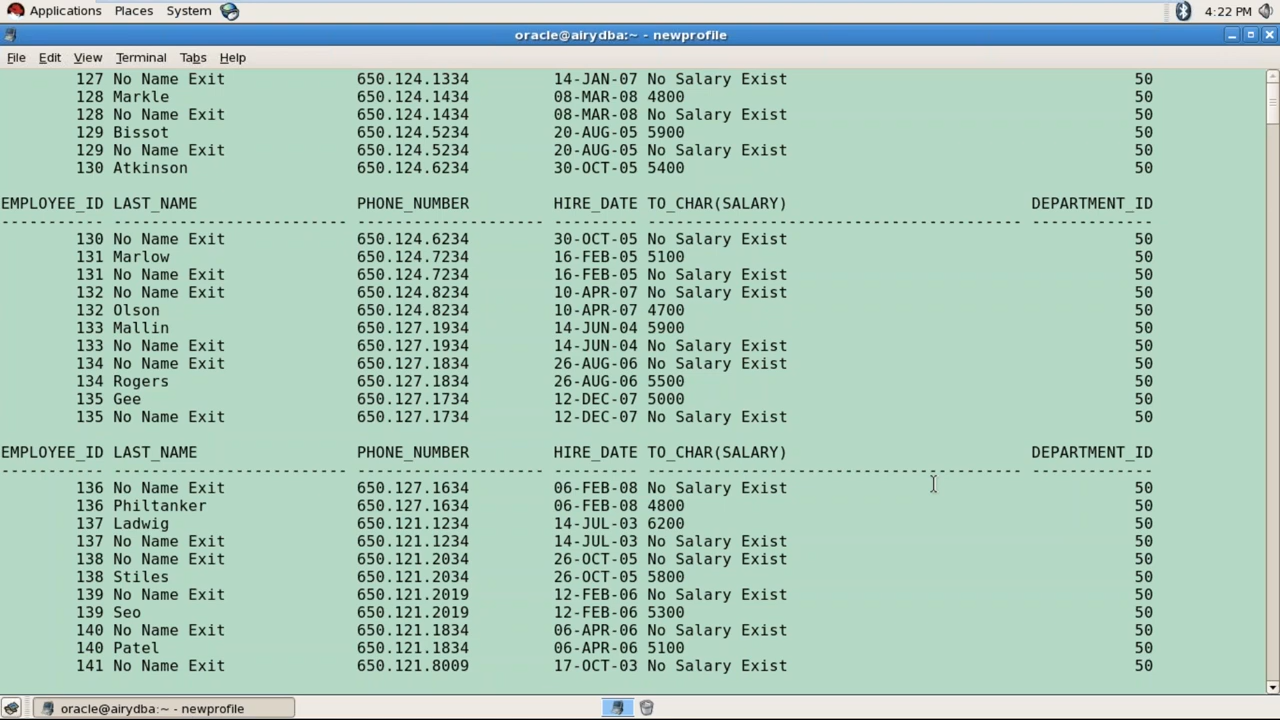 Applications Places System 4:22 PM
oracle@airydba:~ - newprofile
File Edit View Terminal Tabs Help
127 No Name Exit 650.124.1334 14-JAN-07 No Salary Exist 50
128 Markle 650.124.1434 08-MAR-08 4800 50
128 No Name Exit 650.124.1434 08-MAR-08 No Salary Exist 50
129 Bissot 650.124.5234 20-AUG-05 5900 50
129 No Name Exit 650.124.5234 20-AUG-05 No Salary Exist 50
130 Atkinson 650.124.6234 30-OCT-05 5400 50
EMPLOYEE_ID LAST_NAME PHONE_NUMBER HIRE_DATE TO_CHAR(SALARY) DEPARTMENT_ID
----------- ------------------------- -------------------- --------- ---------------------------------------- -------------
130 No Name Exit 650.124.6234 30-OCT-05 No Salary Exist 50
131 Marlow 650.124.7234 16-FEB-05 5100 50
131 No Name Exit 650.124.7234 16-FEB-05 No Salary Exist 50
132 No Name Exit 650.124.8234 10-APR-07 No Salary Exist 50
132 Olson 650.124.8234 10-APR-07 4700 50
133 Mallin 650.127.1934 14-JUN-04 5900 50
133 No Name Exit 650.127.1934 14-JUN-04 No Salary Exist 50
134 No Name Exit 650.127.1834 26-AUG-06 No Salary Exist 50
134 Rogers 650.127.1834 26-AUG-06 5500 50
135 Gee 650.127.1734 12-DEC-07 5000 50
135 No Name Exit 650.127.1734 12-DEC-07 No Salary Exist 50
EMPLOYEE_ID LAST_NAME PHONE_NUMBER HIRE_DATE TO_CHAR(SALARY) DEPARTMENT_ID
----------- ------------------------- -------------------- --------- ---------------------------------------- -------------
136 No Name Exit 650.127.1634 06-FEB-08 No Salary Exist 50
136 Philtanker 650.127.1634 06-FEB-08 4800 50
137 Ladwig 650.121.1234 14-JUL-03 6200 50
137 No Name Exit 650.121.1234 14-JUL-03 No Salary Exist 50
138 No Name Exit 650.121.2034 26-OCT-05 No Salary Exist 50
138 Stiles 650.121.2034 26-OCT-05 5800 50
139 No Name Exit 650.121.2019 12-FEB-06 No Salary Exist 50
139 Seo 650.121.2019 12-FEB-06 5300 50
140 No Name Exit 650.121.1834 06-APR-06 No Salary Exist 50
140 Patel 650.121.1834 06-APR-06 5100 50
141 No Name Exit 650.121.8009 17-OCT-03 No Salary Exist 50
oracle@airydba:~ - newprofile